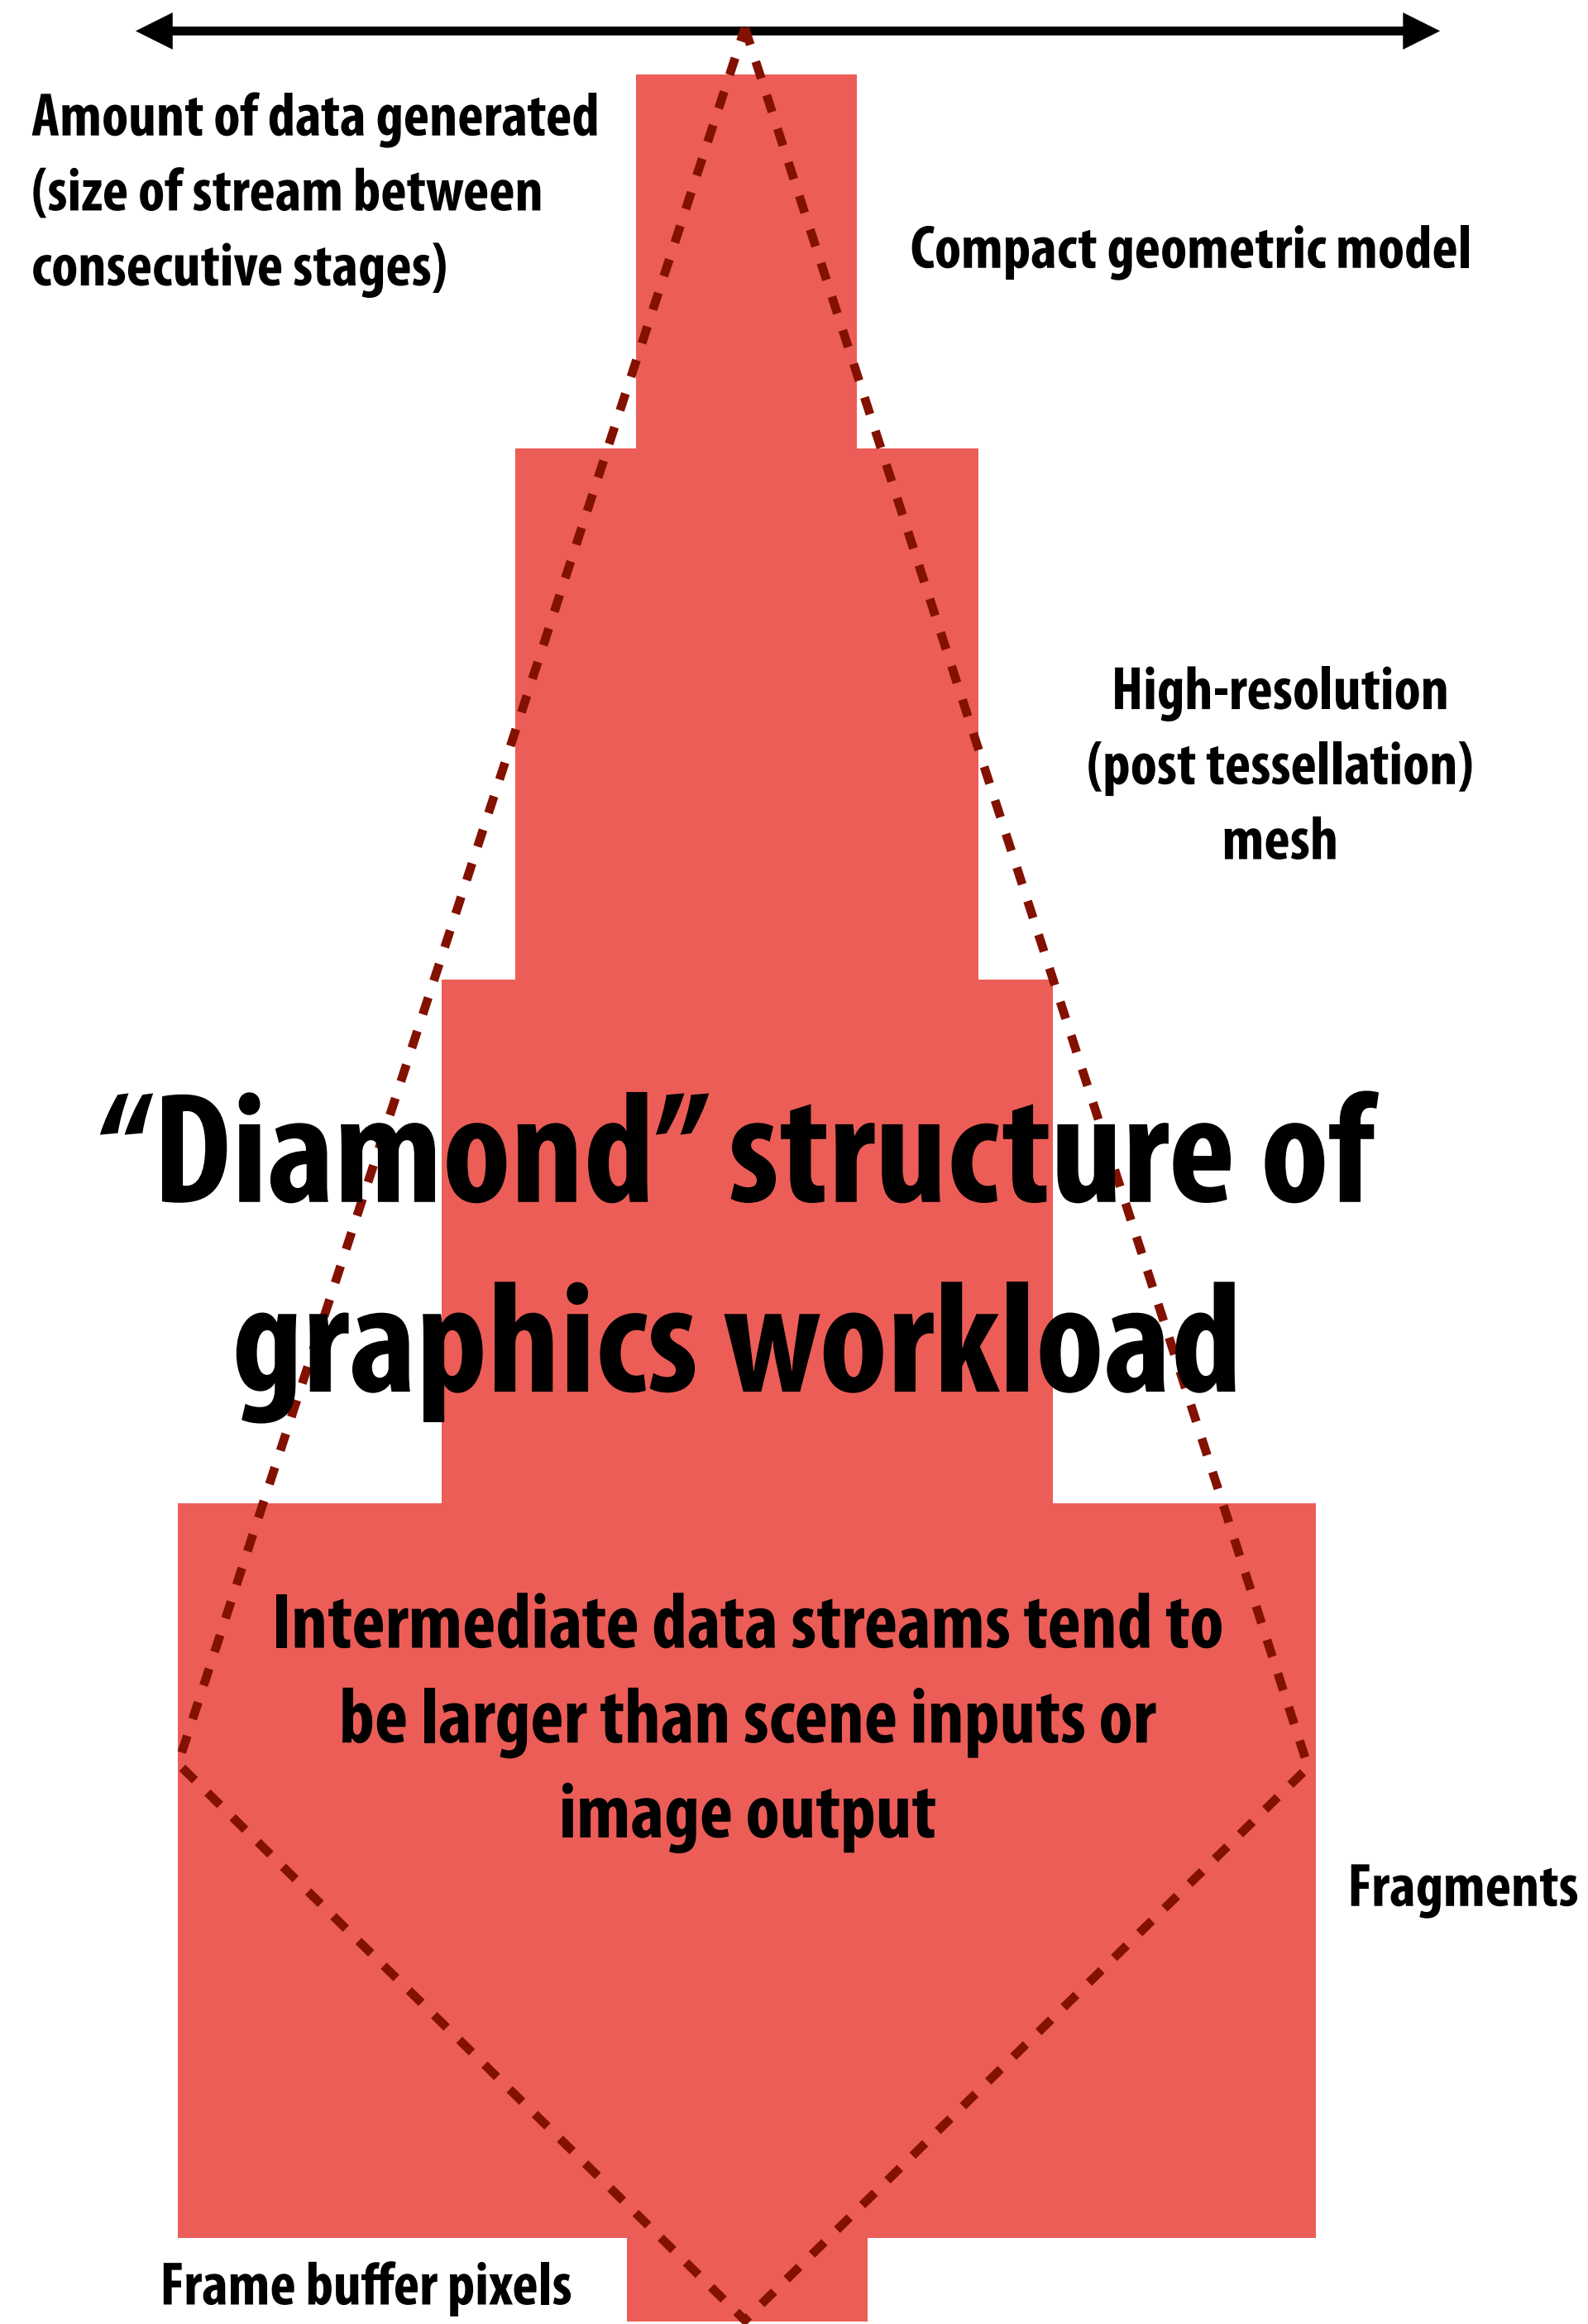 Amount of data generated
(size of stream between
consecutive stages)
Compact geometric model
High-resolution
(post tessellation)
mesh
“Diamond” structure of
graphics workload
Intermediate data streams tend to
be larger than scene inputs or
image output
Fragments
Frame buffer pixels